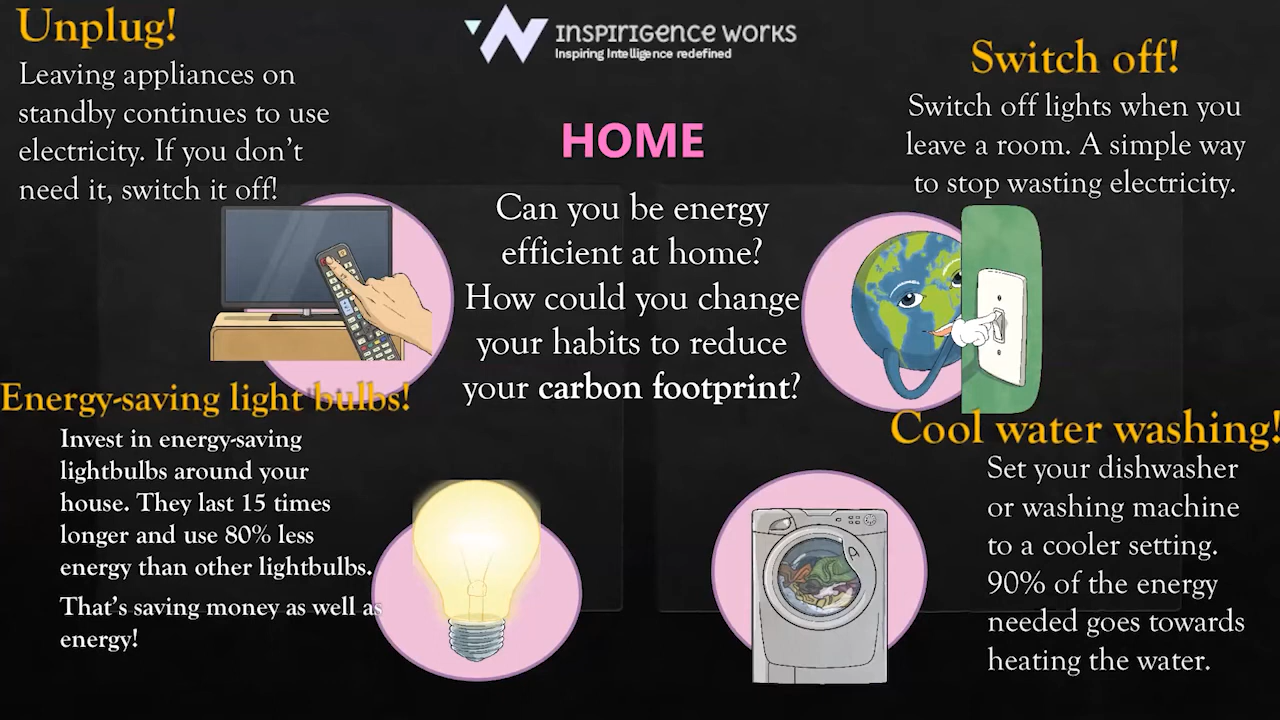 Unplug!
Leaving appliances on
standby continues to use
electricity. If you don't
need it, switch it off!
INSPIRIGENCE WORKS
Inspiring Intelligence redefined
HOME
Can you be energy
efficient at home?
How could you change
your habits to reduce
your carbon footprint?
Switch off!
Switch off lights when you
leave a room. A simple way
to stop wasting electricity.
Energy-saving light bulbs!
Invest in energy-saving
lightbulbs around your
house. They last 15 times
longer and use 80% less
energy than other lightbulbs.
That's saving money as well as
energy!
Cool water washing!
Set your dishwasher
or washing machine
to a cooler setting.
90% of the energy
needed goes towards
heating the water.